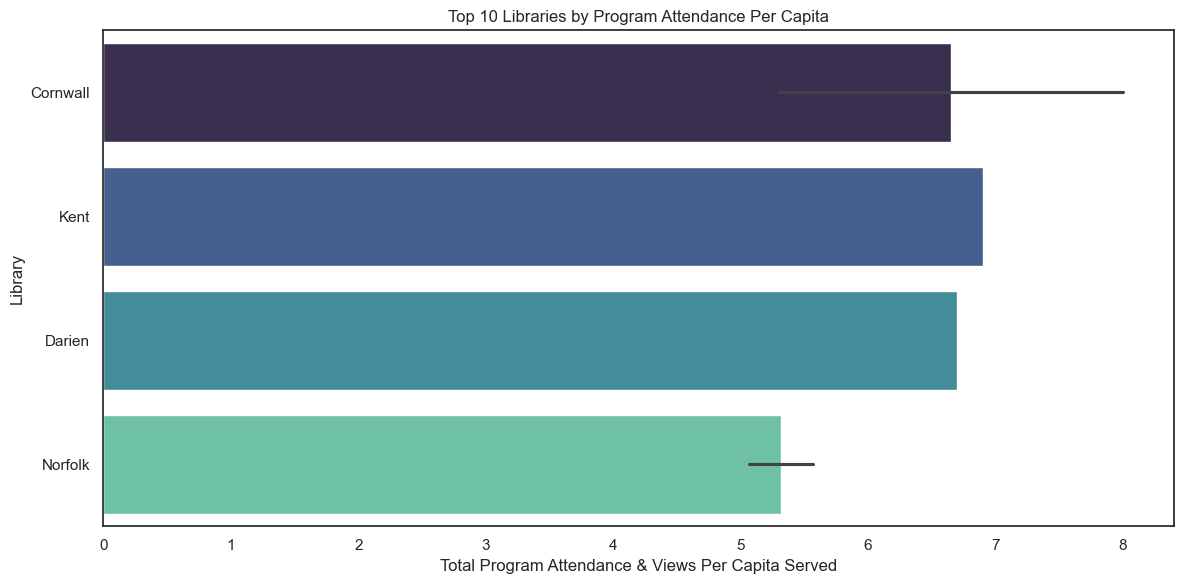 Top 10 Libraries by Program Attendance Per Capita
Library
Cornwall
Kent
Darien
Norfolk
0 1 2 3 4 5 6 7 8
Total Program Attendance & Views Per Capita Served